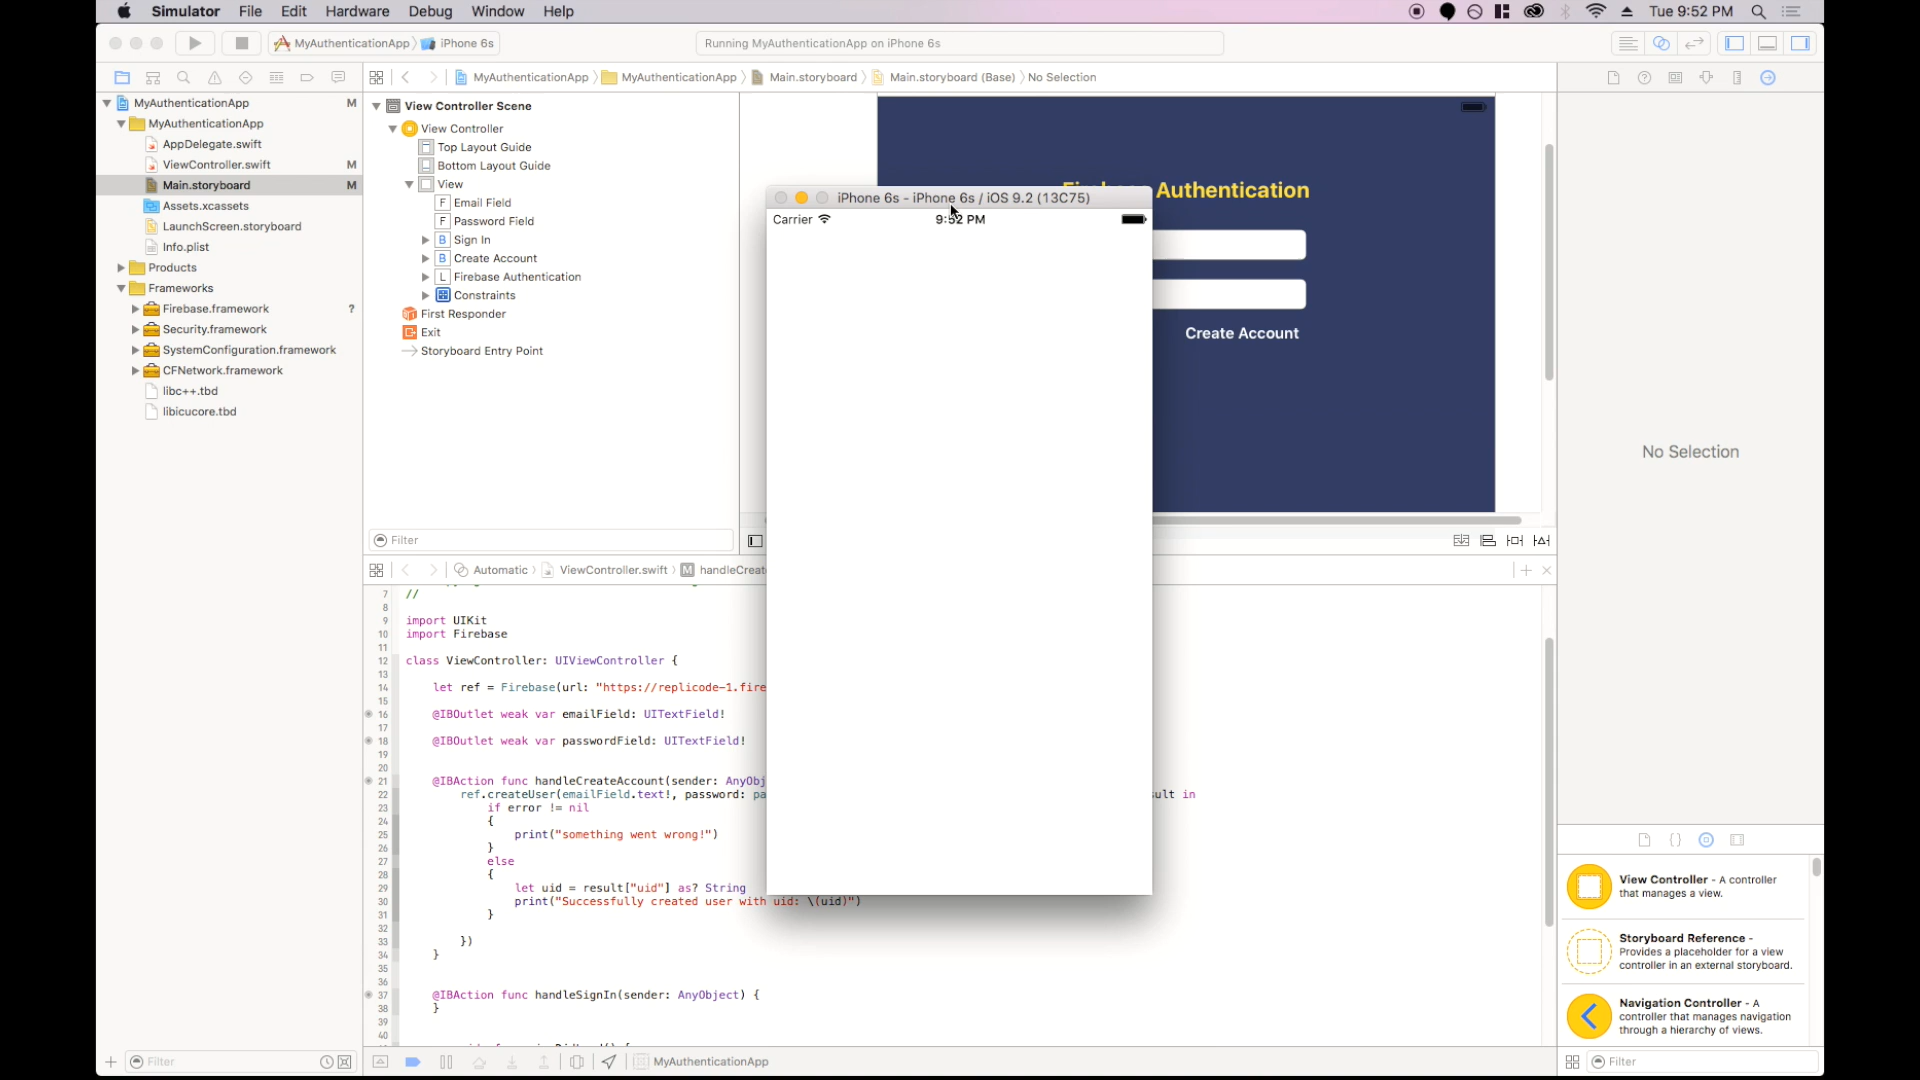 Simulator File Edit Hardware Debug Window Help
Tue 9:52 PM
MyAuthenticationApp iPhone 6s
Running MyAuthenticationApp on iPhone 6s
MyAuthenticationApp MyAuthenticationApp Main.storyboard Main.storyboard (Base) No Selection
MyAuthenticationApp M
MyAuthenticationApp
AppDelegate.swift
ViewController.swift M
Main.storyboard M
Assets.xcassets
LaunchScreen.storyboard
Info.plist
Products
Frameworks
Firebase.framework ?
Security.framework
SystemConfiguration.framework
CFNetwork.framework
libc++.tbd
libicucore.tbd
Filter
View Controller Scene
View Controller
Top Layout Guide
Bottom Layout Guide
View
F Email Field
F Password Field
B Sign In
B Create Account
L Firebase Authentication
Constraints
First Responder
Exit
Storyboard Entry Point
Filter
Authentication
Create Account
iPhone 6s - iPhone 6s / iOS 9.2 (13C75)
Carrier 9:52 PM
Automatic ViewController.swift M handleCreat
7 //
8
9 import UIKit
10 import Firebase
11
12 class ViewController: UIViewController {
13
14 let ref = Firebase(url: "https://replicode-1.fire
15
16 @IBOutlet weak var emailField: UITextField!
17
18 @IBOutlet weak var passwordField: UITextField!
19
20
21 @IBAction func handleCreateAccount(sender: AnyObj
22 ref.createUser(emailField.text!, password: pa ult in
23 if error != nil
24 {
25 print("something went wrong!")
26 }
27 else
28 {
29 let uid = result["uid"] as? String
30 print("Successfully created user with uid: \(uid)")
31 }
32
33 })
34 }
35
36
37 @IBAction func handleSignIn(sender: AnyObject) {
38 }
39
40
MyAuthenticationApp
No Selection
View Controller - A controller
that manages a view.
Storyboard Reference -
Provides a placeholder for a view
controller in an external storyboard.
Navigation Controller - A
controller that manages navigation
through a hierarchy of views.
Filter